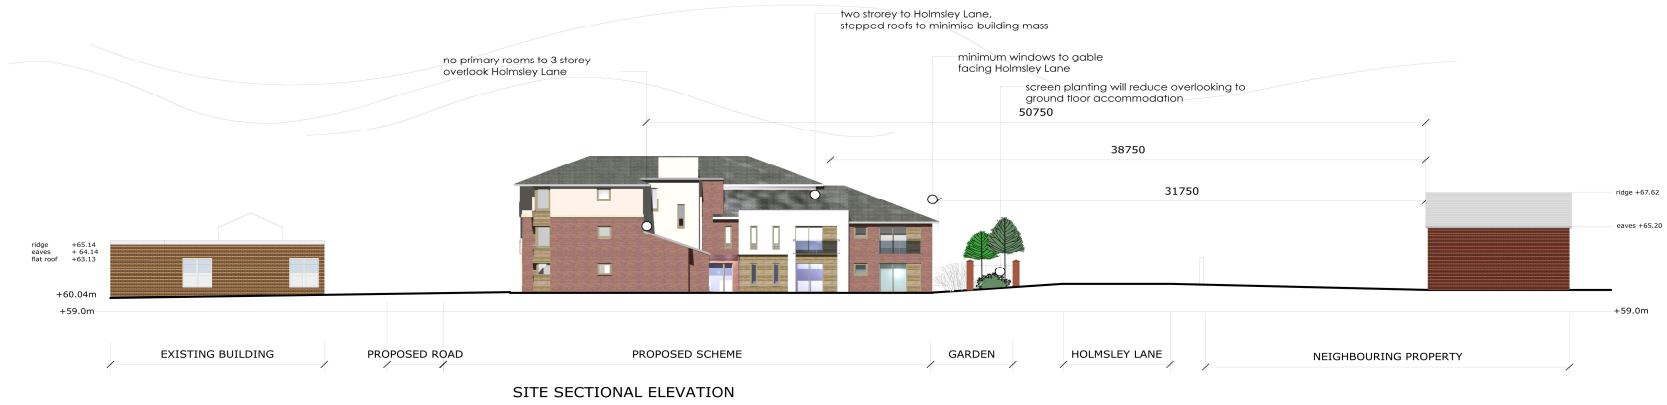 two strorey to Holmsley Lane,
stepped roofs to minimise building mass
no primary rooms to 3 storey
overlook Holmsley Lane
minimum windows to gable
facing Holmsley Lane
screen planting will reduce overlooking to
ground floor accommodation
50750
38750
31750
ridge +67.62
eaves +65.20
ridge +65.14
eaves + 64.14
flat roof +63.13
+60.04m
+59.0m
+59.0m
EXISTING BUILDING
PROPOSED ROAD
PROPOSED SCHEME
GARDEN
HOLMSLEY LANE
NEIGHBOURING PROPERTY
SITE SECTIONAL ELEVATION